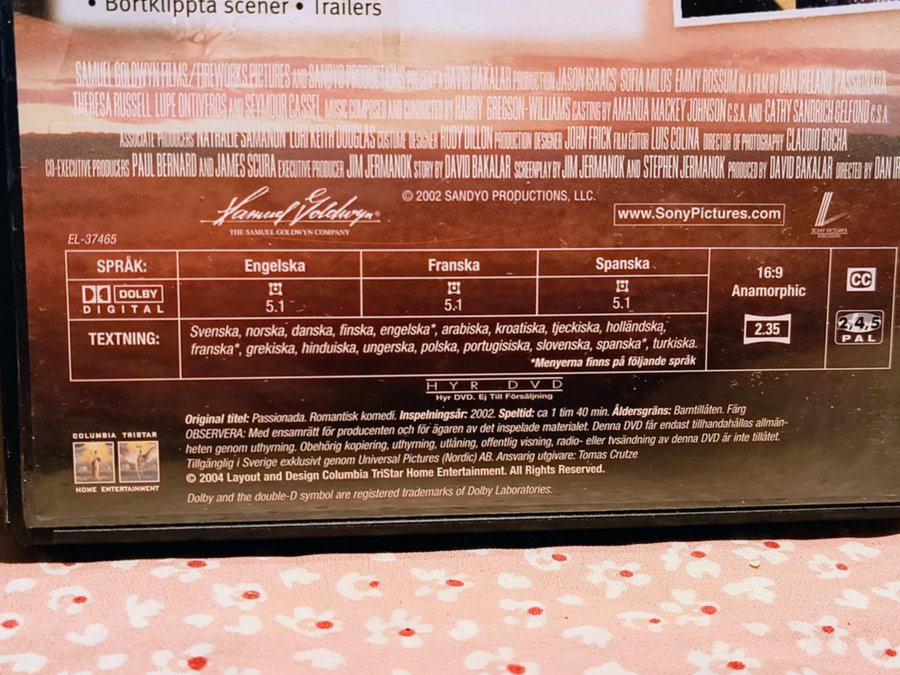 • Bortklippta scener • Trailers
SAMUEL GOLDWYN FILMS/FIREWORKS PICTURES AND SANDYO PRODUCTIONS PRESENT A DAVID BAKALAR PRODUCTION JASON ISAACS SOFIA MILOS EMMY ROSSUM IN A FILM BY DAN IRELAND PASSIONADA
THERESA RUSSELL LUPE ONTIVEROS AND SEYMOUR CASSEL MUSIC COMPOSED AND CONDUCTED BY HARRY GREGSON-WILLIAMS CASTING BY AMANDA MACKEY JOHNSON C.S.A. AND CATHY SANDRICH GELFOND C.S.A.
ASSOCIATE PRODUCERS NATHALIE SAMANON LORI KEITH DOUGLAS COSTUME DESIGNER RUDY DILLON PRODUCTION DESIGNER JOHN FRICK FILM EDITOR LUIS COLINA DIRECTOR OF PHOTOGRAPHY CLAUDIO ROCHA
CO-EXECUTIVE PRODUCERS PAUL BERNARD AND JAMES SCURA EXECUTIVE PRODUCER JIM JERMANOK STORY BY DAVID BAKALAR SCREENPLAY BY JIM JERMANOK AND STEPHEN JERMANOK PRODUCED BY DAVID BAKALAR DIRECTED BY DAN IR
© 2002 SANDYO PRODUCTIONS, LLC.
Samuel Goldwyn
THE SAMUEL GOLDWYN COMPANY
www.SonyPictures.com
SONY PICTURES
EL-37465
SPRÅK: Engelska Franska Spanska
DOLBY DIGITAL 5.1 5.1 5.1
16:9 Anamorphic
2.35
CC
2,4,5
PAL
TEXTNING: Svenska, norska, danska, finska, engelska*, arabiska, kroatiska, tjeckiska, holländska,
franska*, grekiska, hinduiska, ungerska, polska, portugisiska, slovenska, spanska*, turkiska.
*Menyerna finns på följande språk
HYR DVD
Hyr DVD. Ej Till Försäljning
COLUMBIA TRISTAR
HOME ENTERTAINMENT
Original titel: Passionada. Romantisk komedi. Inspelningsår: 2002. Speltid: ca 1 tim 40 min. Åldersgräns: Barntillåten. Färg
OBSERVERA: Med ensamrätt för producenten och för ägaren av det inspelade materialet. Denna DVD får endast tillhandahållas allmän-
heten genom uthyrning. Obehörig kopiering, uthyrning, utlåning, offentlig visning, radio- eller tvsändning av denna DVD är inte tillåtet.
Tillgänglig i Sverige exklusivt genom Universal Pictures (Nordic) AB. Ansvarig utgivare: Tomas Crutze
© 2004 Layout and Design Columbia TriStar Home Entertainment. All Rights Reserved.
Dolby and the double-D symbol are registered trademarks of Dolby Laboratories.